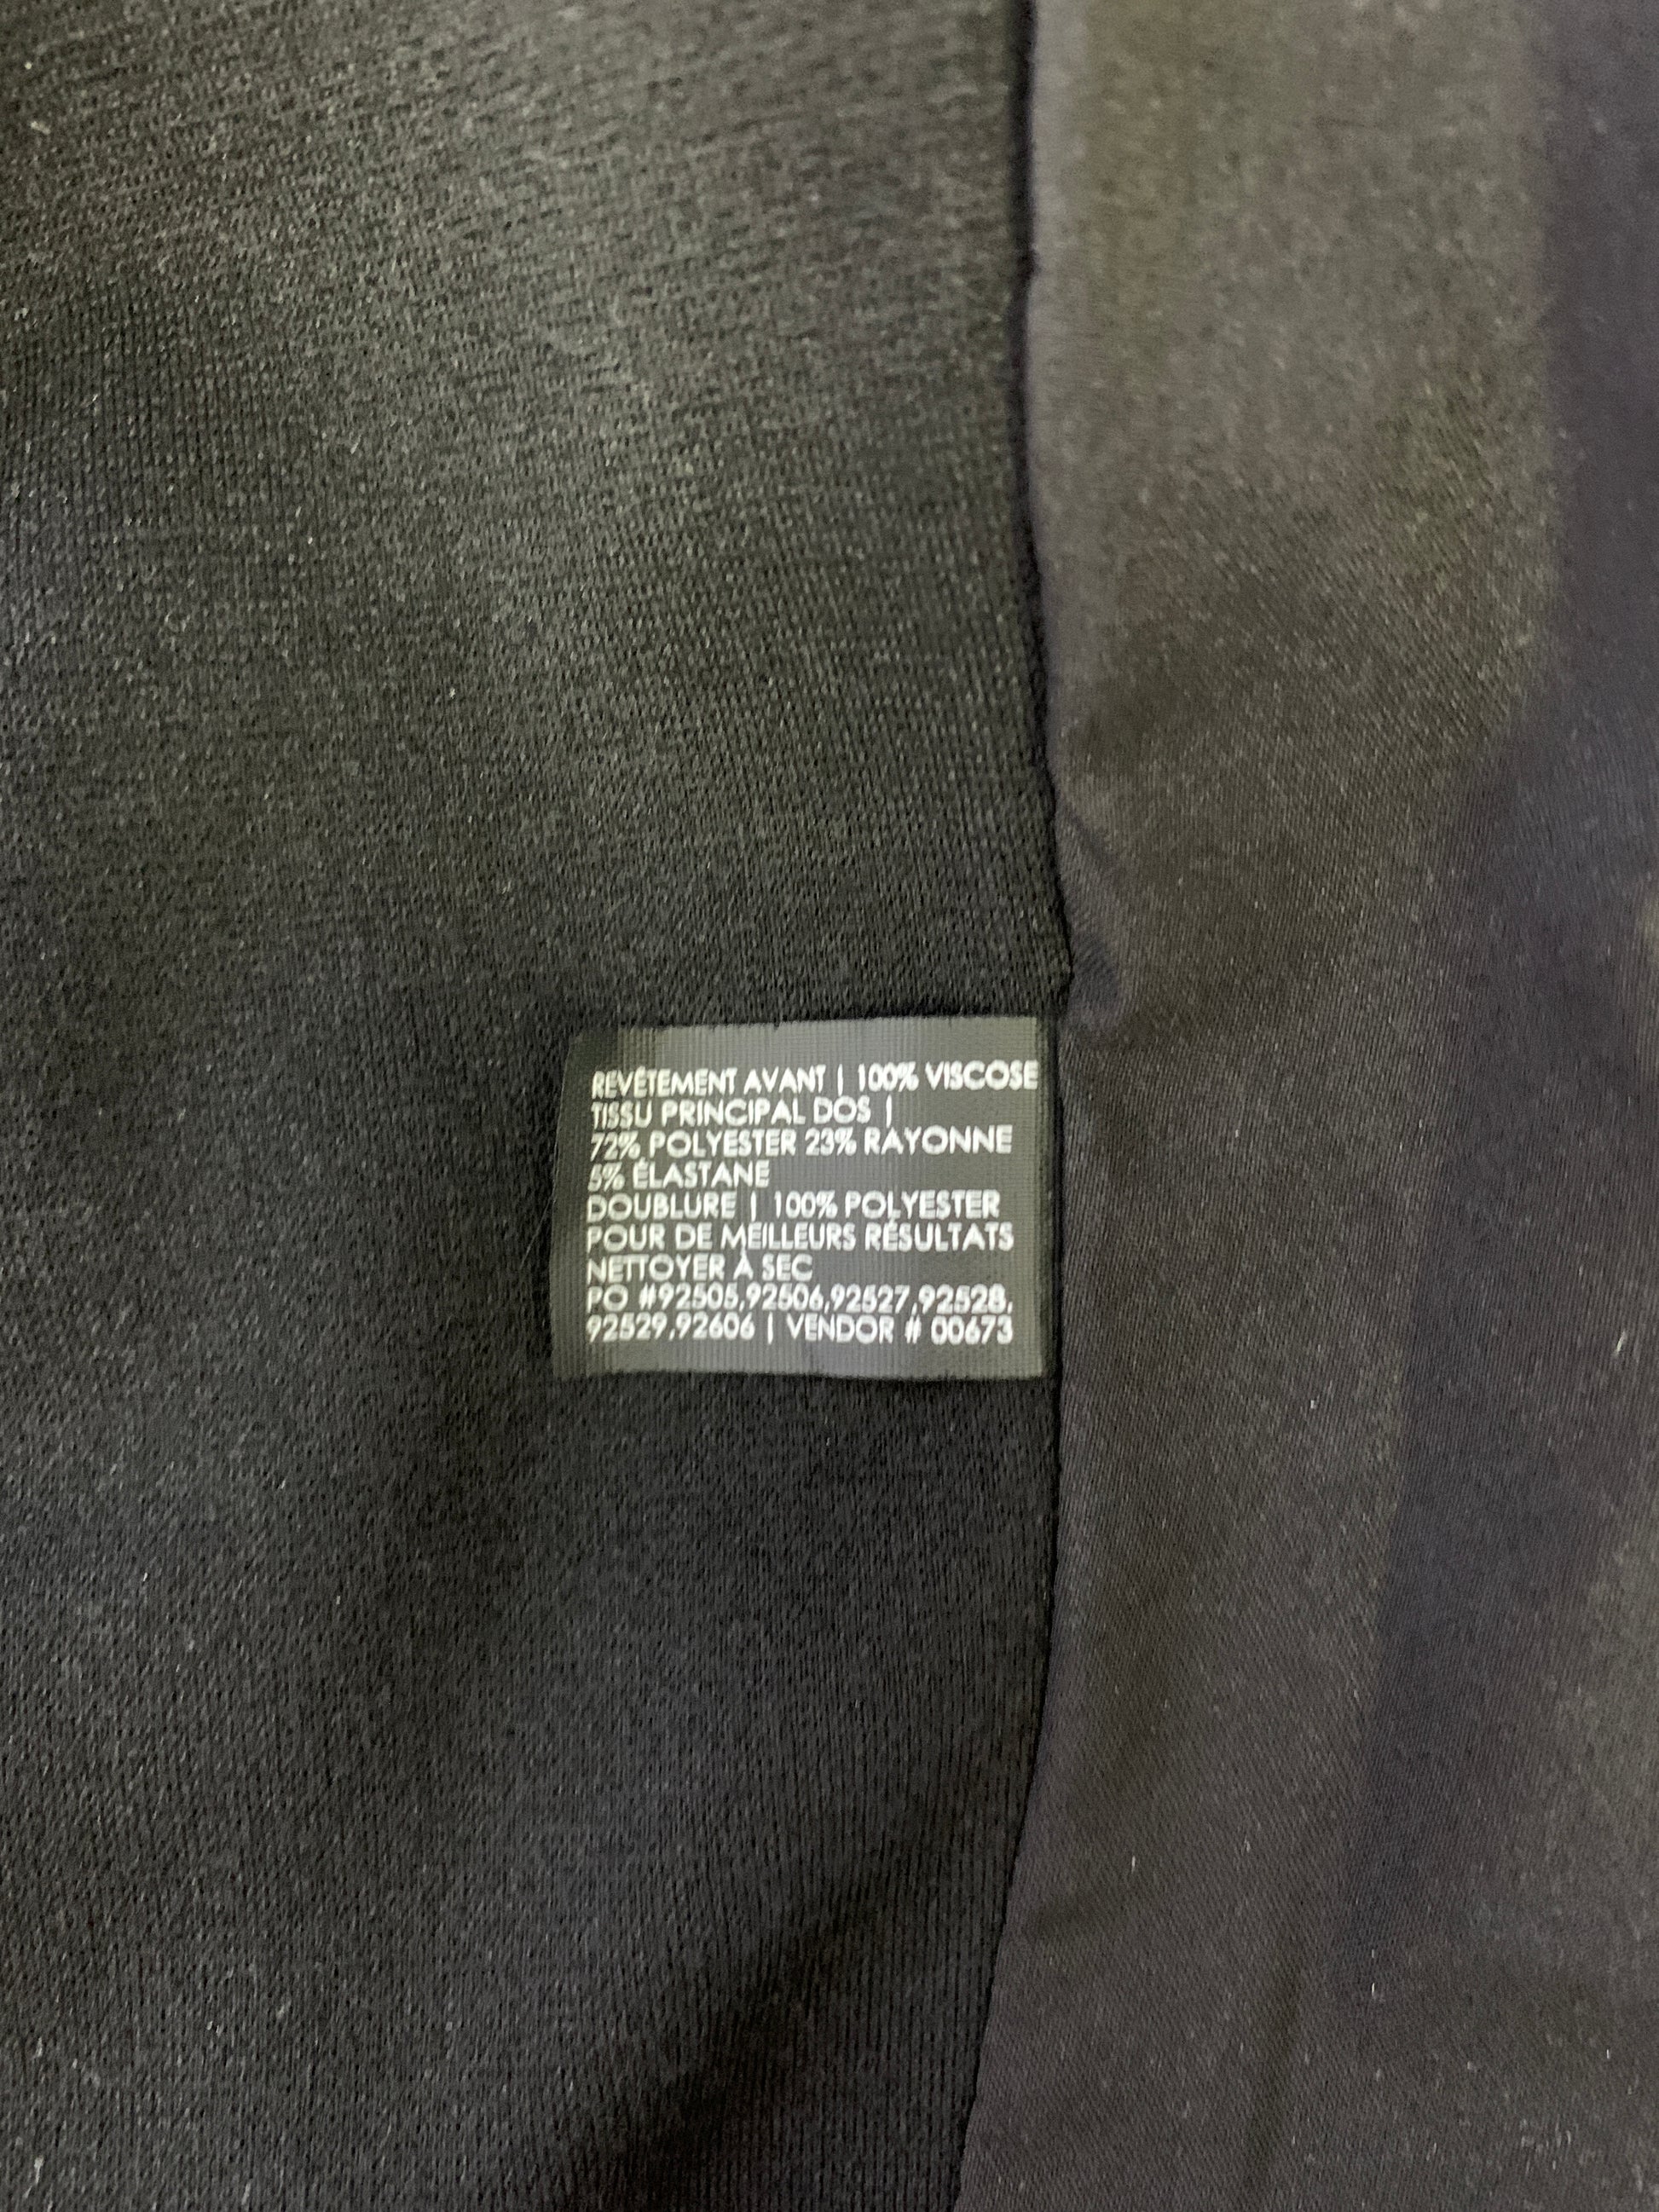 REVÊTEMENT AVANT | 100% VISCOSE
TISSU PRINCIPAL DOS |
72% POLYESTER 23% RAYONNE
5% ÉLASTANE
DOUBLURE | 100% POLYESTER
POUR DE MEILLEURS RÉSULTATS
NETTOYER À SEC
PO #92505,92506,92527,92528,
92529,92606 | VENDOR # 00673